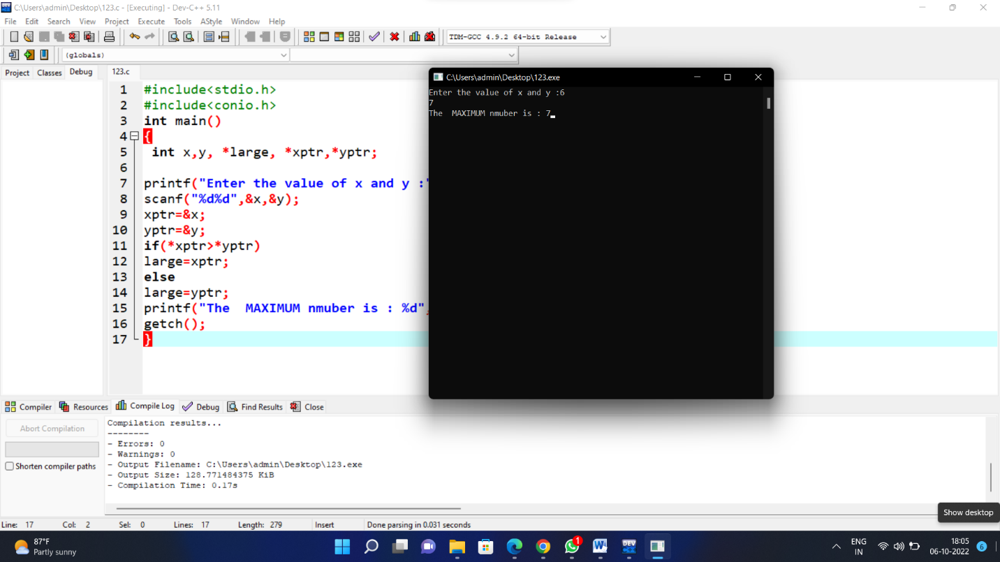 C:\Users\admin\Desktop\123.c - [Executing] - Dev-C++ 5.11
File Edit Search View Project Execute Tools AStyle Window Help
TDM-GCC 4.9.2 64-bit Release
(globals)
Project Classes Debug 123.c
1 #include<stdio.h>
2 #include<conio.h>
3 int main()
4 {
5 int x,y, *large, *xptr,*yptr;
6
7 printf("Enter the value of x and y :"
8 scanf("%d%d",&x,&y);
9 xptr=&x;
10 yptr=&y;
11 if(*xptr>*yptr)
12 large=xptr;
13 else
14 large=yptr;
15 printf("The  MAXIMUM nmuber is : %d",
16 getch();
17 }
C:\Users\admin\Desktop\123.exe
Enter the value of x and y :6
7
The  MAXIMUM nmuber is : 7
Compiler Resources Compile Log Debug Find Results Close
Abort Compilation
Shorten compiler paths
Compilation results...
--------
- Errors: 0
- Warnings: 0
- Output Filename: C:\Users\admin\Desktop\123.exe
- Output Size: 128.771484375 KiB
- Compilation Time: 0.17s
Show desktop
Line: 17 Col: 2 Sel: 0 Lines: 17 Length: 279 Insert Done parsing in 0.031 seconds
87°F
Partly sunny
1
W
DEV
ENG
IN
18:05
06-10-2022
6